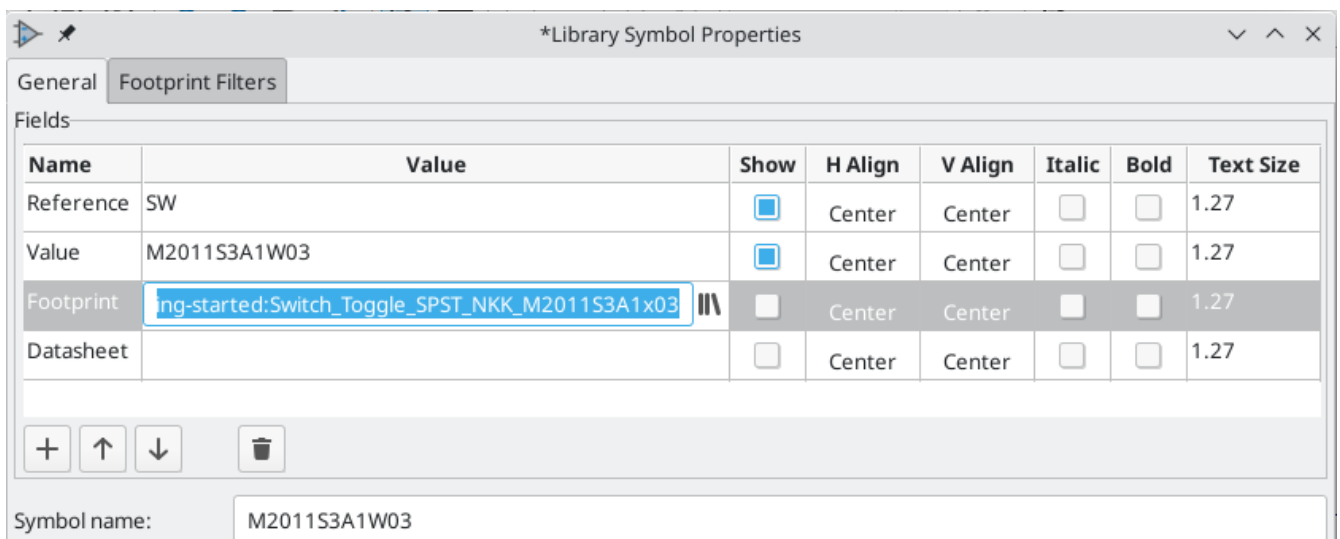 *Library Symbol Properties
General Footprint Filters
Fields
Name Value Show H Align V Align Italic Bold Text Size
Reference SW Center Center 1.27
Value M2011S3A1W03 Center Center 1.27
Footprint ing-started:Switch_Toggle_SPST_NKK_M2011S3A1x03 Center Center 1.27
Datasheet Center Center 1.27
Symbol name: M2011S3A1W03